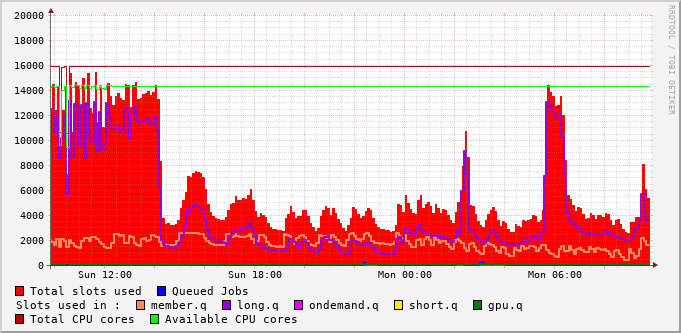 RRDTOOL / TOBI OETIKER
20000
18000
16000
14000
12000
10000
8000
6000
4000
2000
0
Sun 12:00 Sun 18:00 Mon 00:00 Mon 06:00
Total slots used Queued Jobs
Slots used in : member.q long.q ondemand.q short.q gpu.q
Total CPU cores Available CPU cores